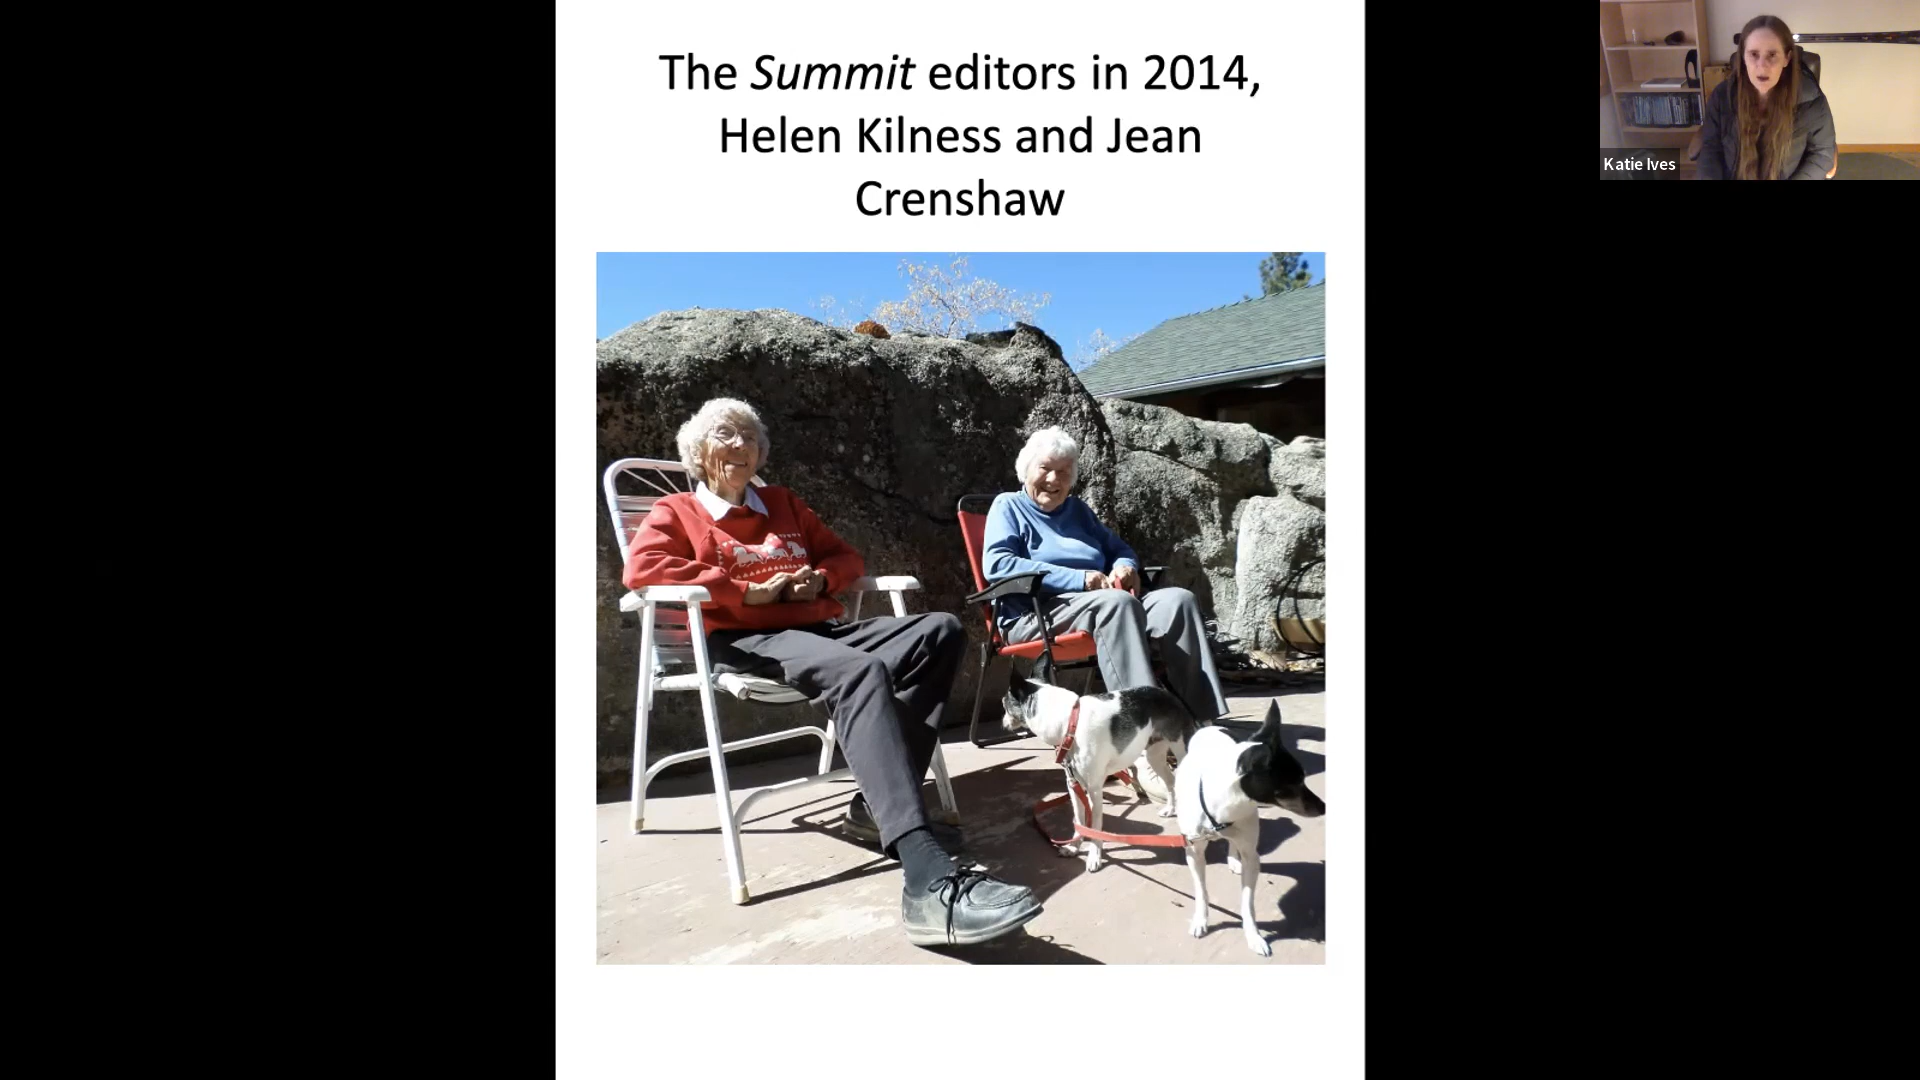 The Summit editors in 2014,
Helen Kilness and Jean
Crenshaw
Katie Ives